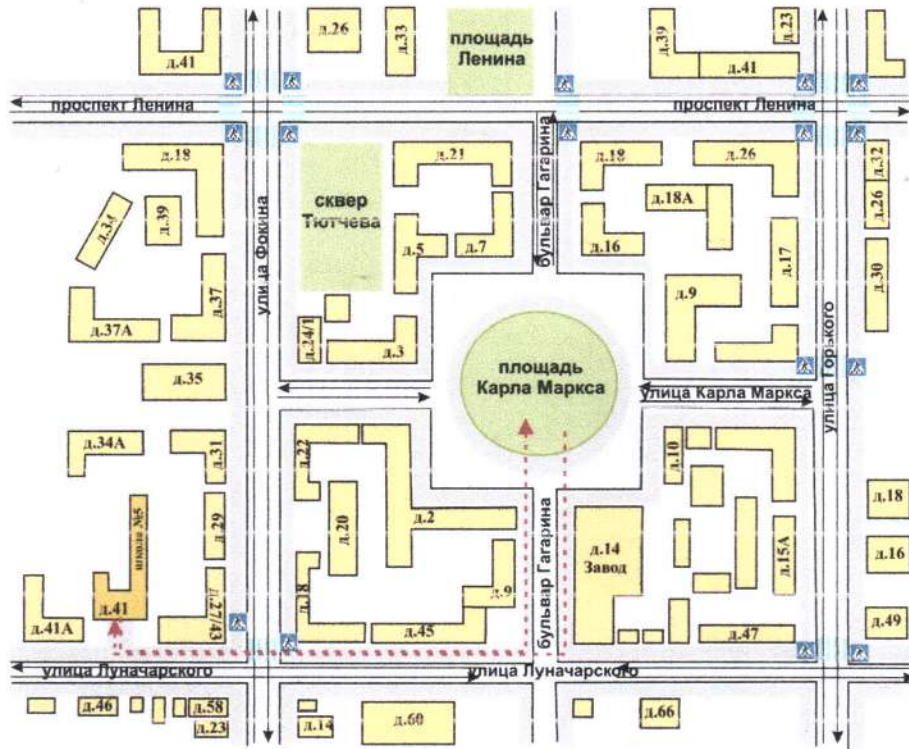 д.41
д.26
д.33
площадь
Ленина
д.39
д.23
д.41
проспект Ленина
проспект Ленина
д.18
сквер
Тютчева
д.21
бульвар Гагарина
д.18
д.26
д.32
д.34
д.39
улица Фокина
д.18А
д.26
д.5
д.7
д.16
д.17
д.30
д.37
д.37А
д.9
д.24/1
д.3
площадь
Карла Маркса
улица Горького
д.35
улица Карла Маркса
д.34А
д.31
д.22
д.10
школа №5
д.29
д.20
д.2
д.18
д.14
Завод
д.15А
д.16
д.41
д.27/43
д.18
д.9
бульвар Гагарина
д.41А
д.45
д.47
д.49
улица Луначарского
улица Луначарского
д.46
д.58
д.23
д.14
д.60
д.66